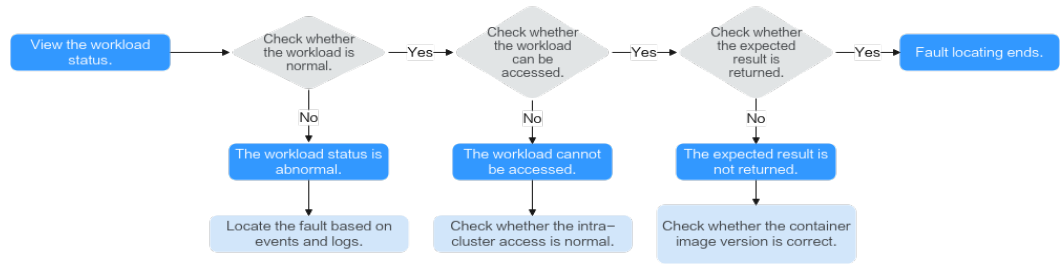 View the workload
status.
Check whether
the workload is
normal.
Yes
Check whether
the workload
can be
accessed.
Yes
Check whether
the expected
result is
returned.
Yes
Fault locating ends.
No
No
No
The workload status is
abnormal.
The workload cannot
be accessed.
The expected result is
not returned.
Locate the fault based on
events and logs.
Check whether the intra-
cluster access is normal.
Check whether the container
image version is correct.